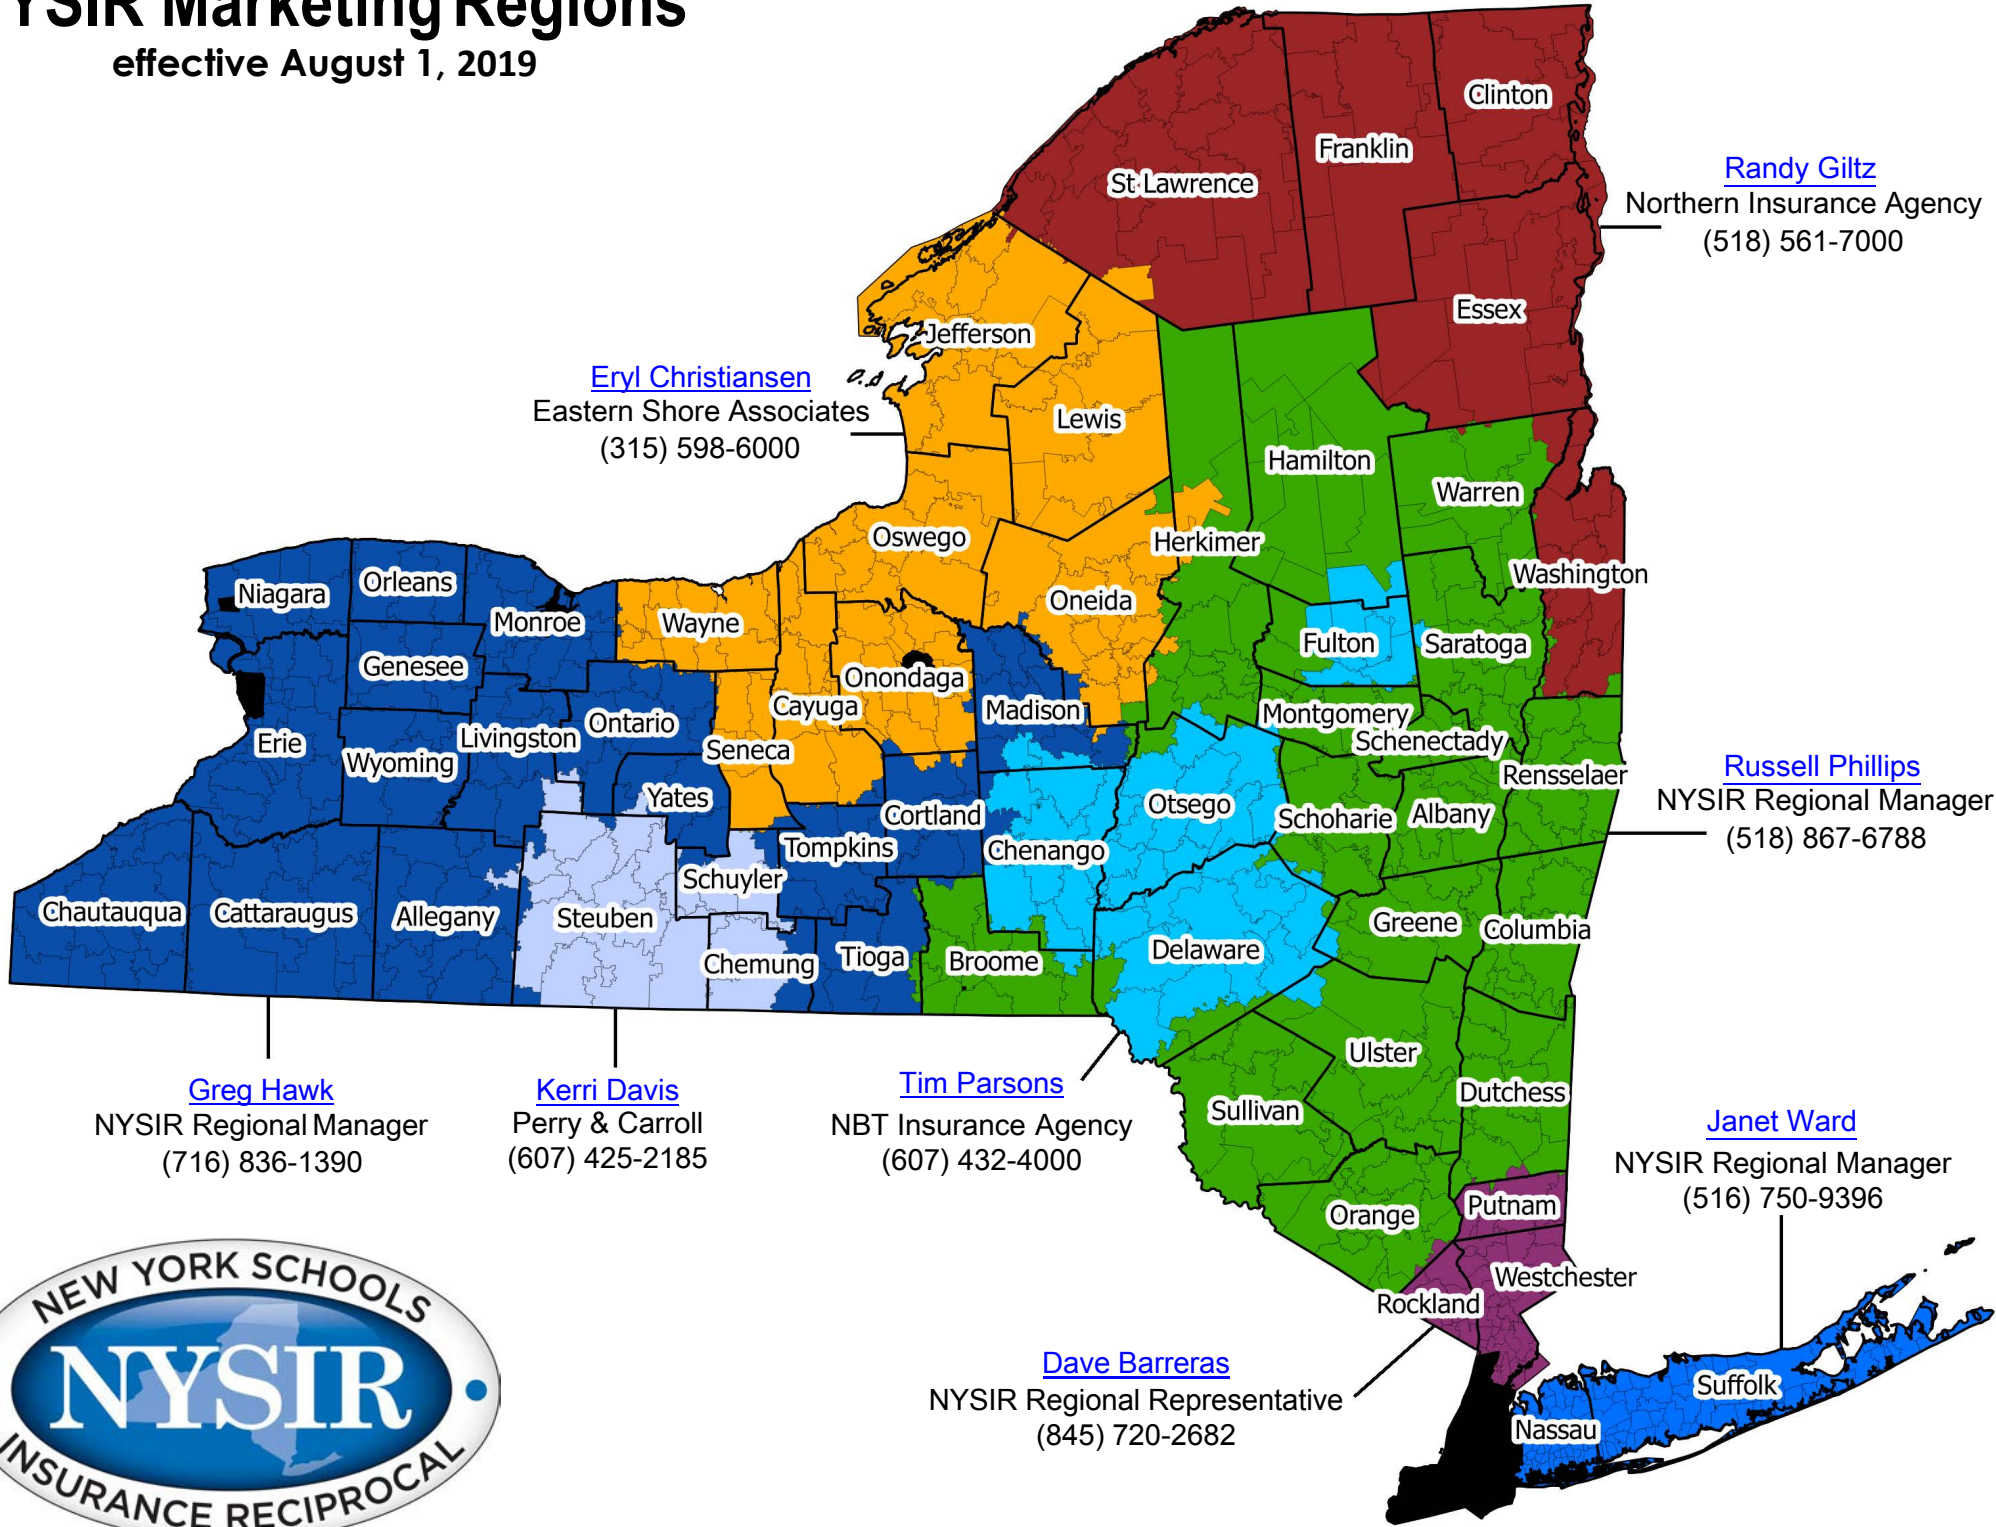 YSIR Marketing Regions
effective August 1, 2019
Clinton
Franklin
St Lawrence
Randy Giltz
Northern Insurance Agency
(518) 561-7000
Essex
Jefferson
Eryl Christiansen
Eastern Shore Associates
(315) 598-6000
Lewis
Hamilton
Warren
Oswego
Herkimer
Washington
Niagara
Orleans
Monroe
Wayne
Oneida
Fulton
Saratoga
Genesee
Onondaga
Cayuga
Madison
Montgomery
Schenectady
Erie
Wyoming
Livingston
Ontario
Seneca
Rensselaer
Russell Phillips
NYSIR Regional Manager
(518) 867-6788
Yates
Cortland
Otsego
Schoharie
Albany
Tompkins
Chenango
Schuyler
Chautauqua
Cattaraugus
Allegany
Steuben
Greene
Columbia
Chemung
Tioga
Broome
Delaware
Ulster
Greg Hawk
NYSIR Regional Manager
(716) 836-1390
Kerri Davis
Perry & Carroll
(607) 425-2185
Tim Parsons
NBT Insurance Agency
(607) 432-4000
Sullivan
Dutchess
Janet Ward
NYSIR Regional Manager
(516) 750-9396
Orange
Putnam
Westchester
Rockland
Dave Barreras
NYSIR Regional Representative
(845) 720-2682
Suffolk
Nassau
NEW YORK SCHOOLS
NYSIR
INSURANCE RECIPROCAL